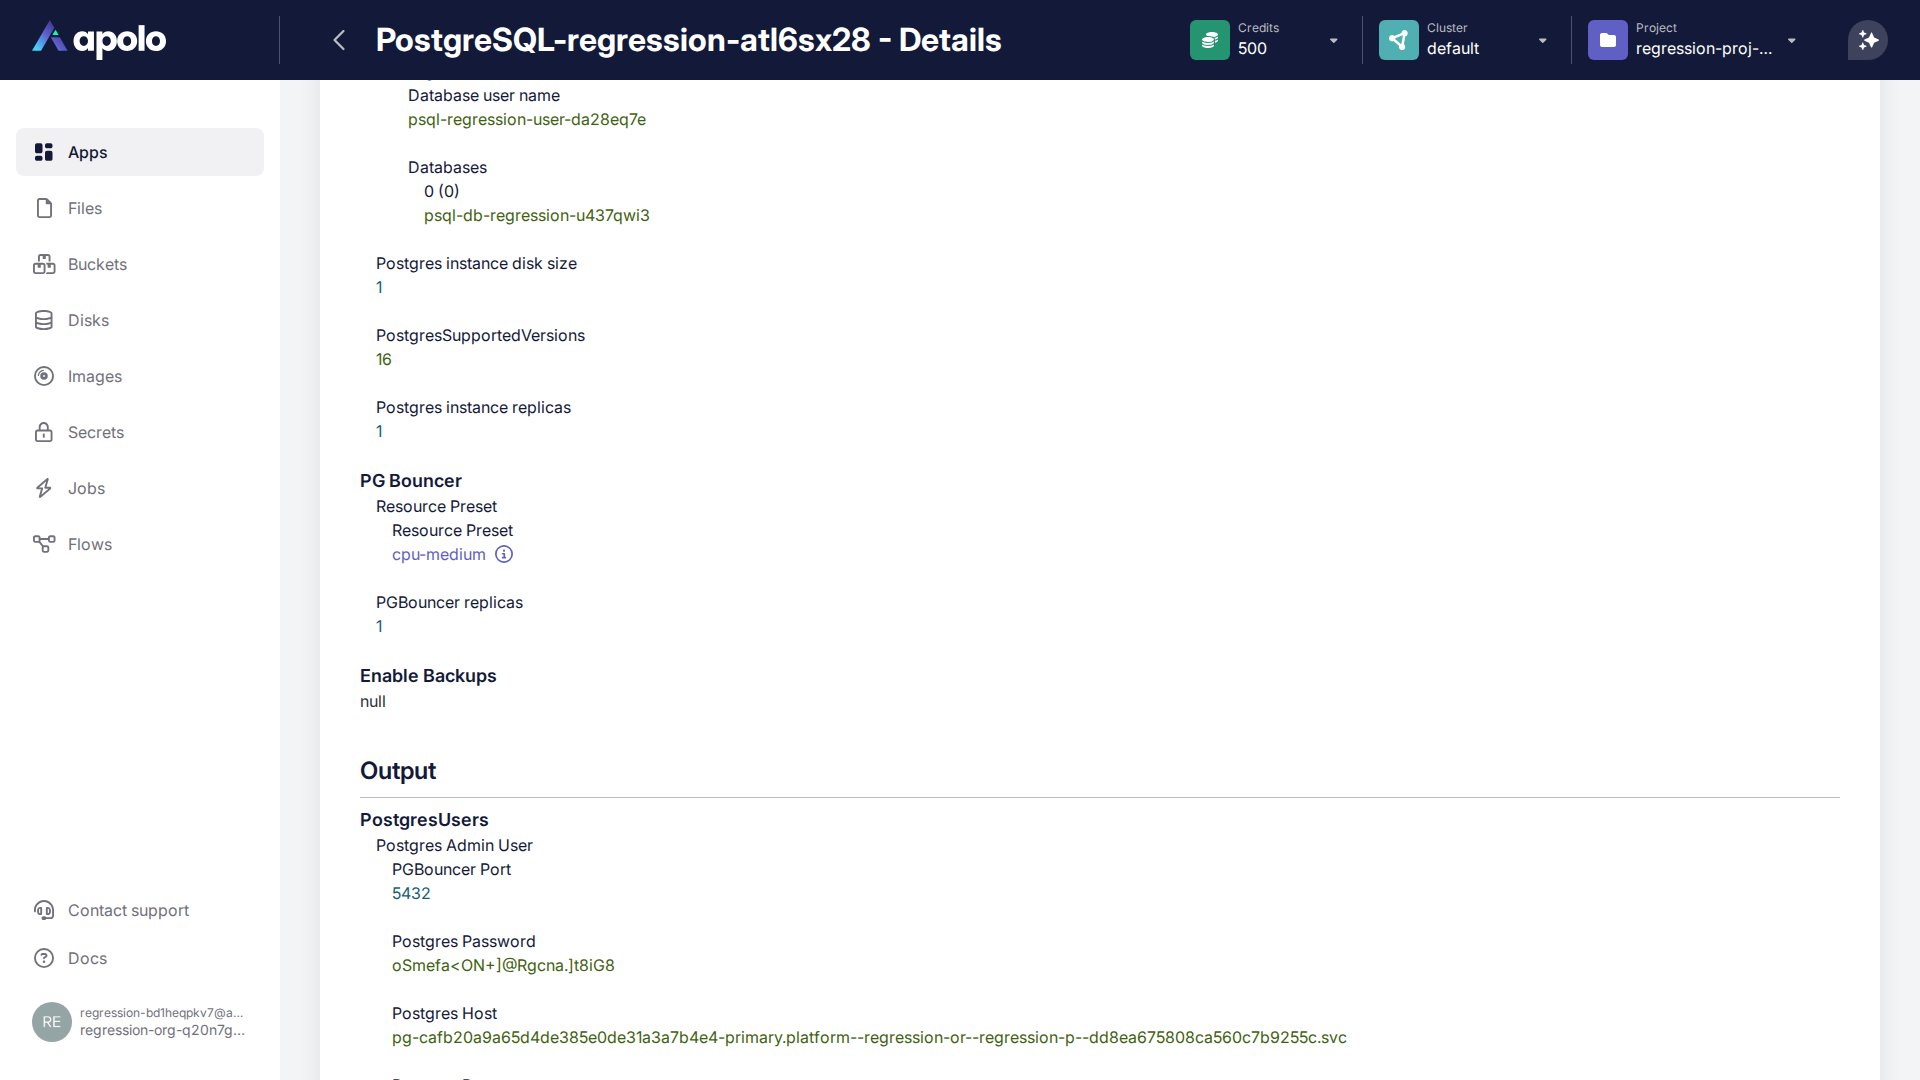 apolo
PostgreSQL-regression-atl6sx28 - Details
Credits
500
Cluster
default
Project
regression-proj-...
Apps
Files
Buckets
Disks
Images
Secrets
Jobs
Flows
Contact support
Docs
RE
regression-bd1heqpkv7@a...
regression-org-q20n7g...
Database user name
psql-regression-user-da28eq7e
Databases
0 (0)
psql-db-regression-u437qwi3
Postgres instance disk size
1
PostgresSupportedVersions
16
Postgres instance replicas
1
PG Bouncer
Resource Preset
Resource Preset
cpu-medium
PGBouncer replicas
1
Enable Backups
null
Output
PostgresUsers
Postgres Admin User
PGBouncer Port
5432
Postgres Password
oSmefa<ON+]@Rgcna.]t8iG8
Postgres Host
pg-cafb20a9a65d4de385e0de31a3a7b4e4-primary.platform--regression-or--regression-p--dd8ea675808ca560c7b9255c.svc